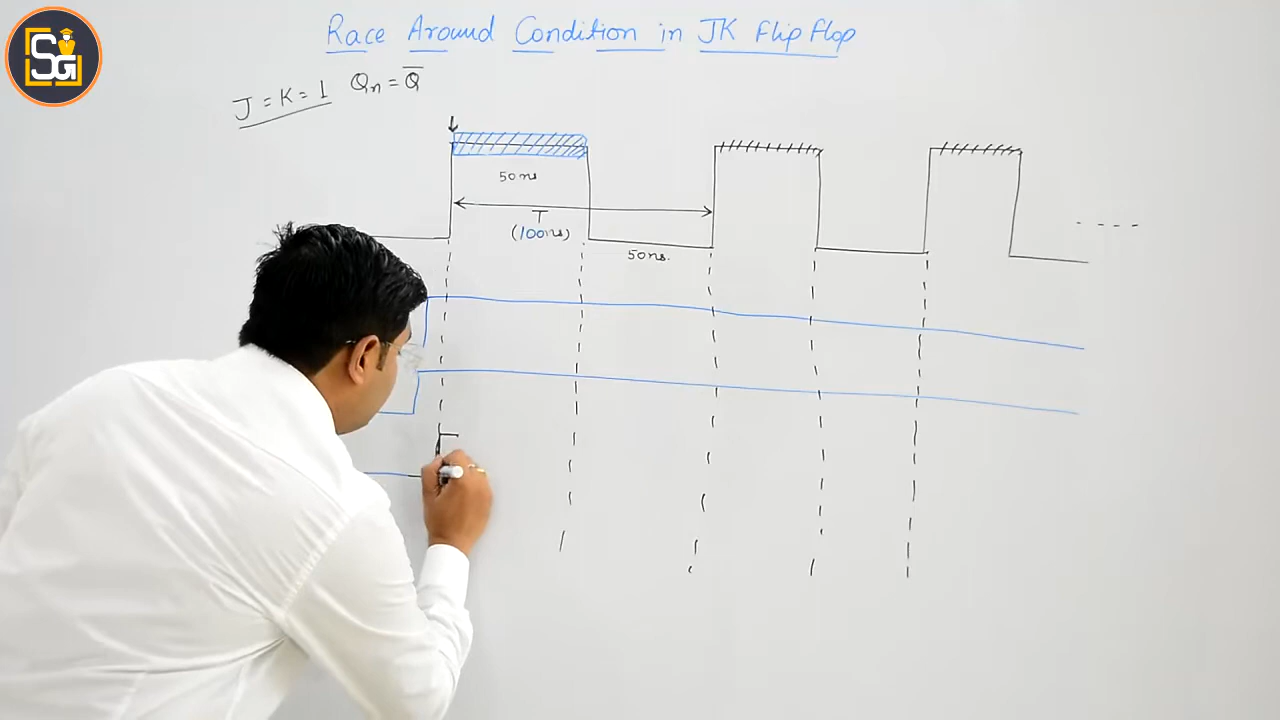 SG
Race Around Condition in JK Flip Flop
J = K = 1 Qn = Q̅
50ns
T
(100ns)
50ns.